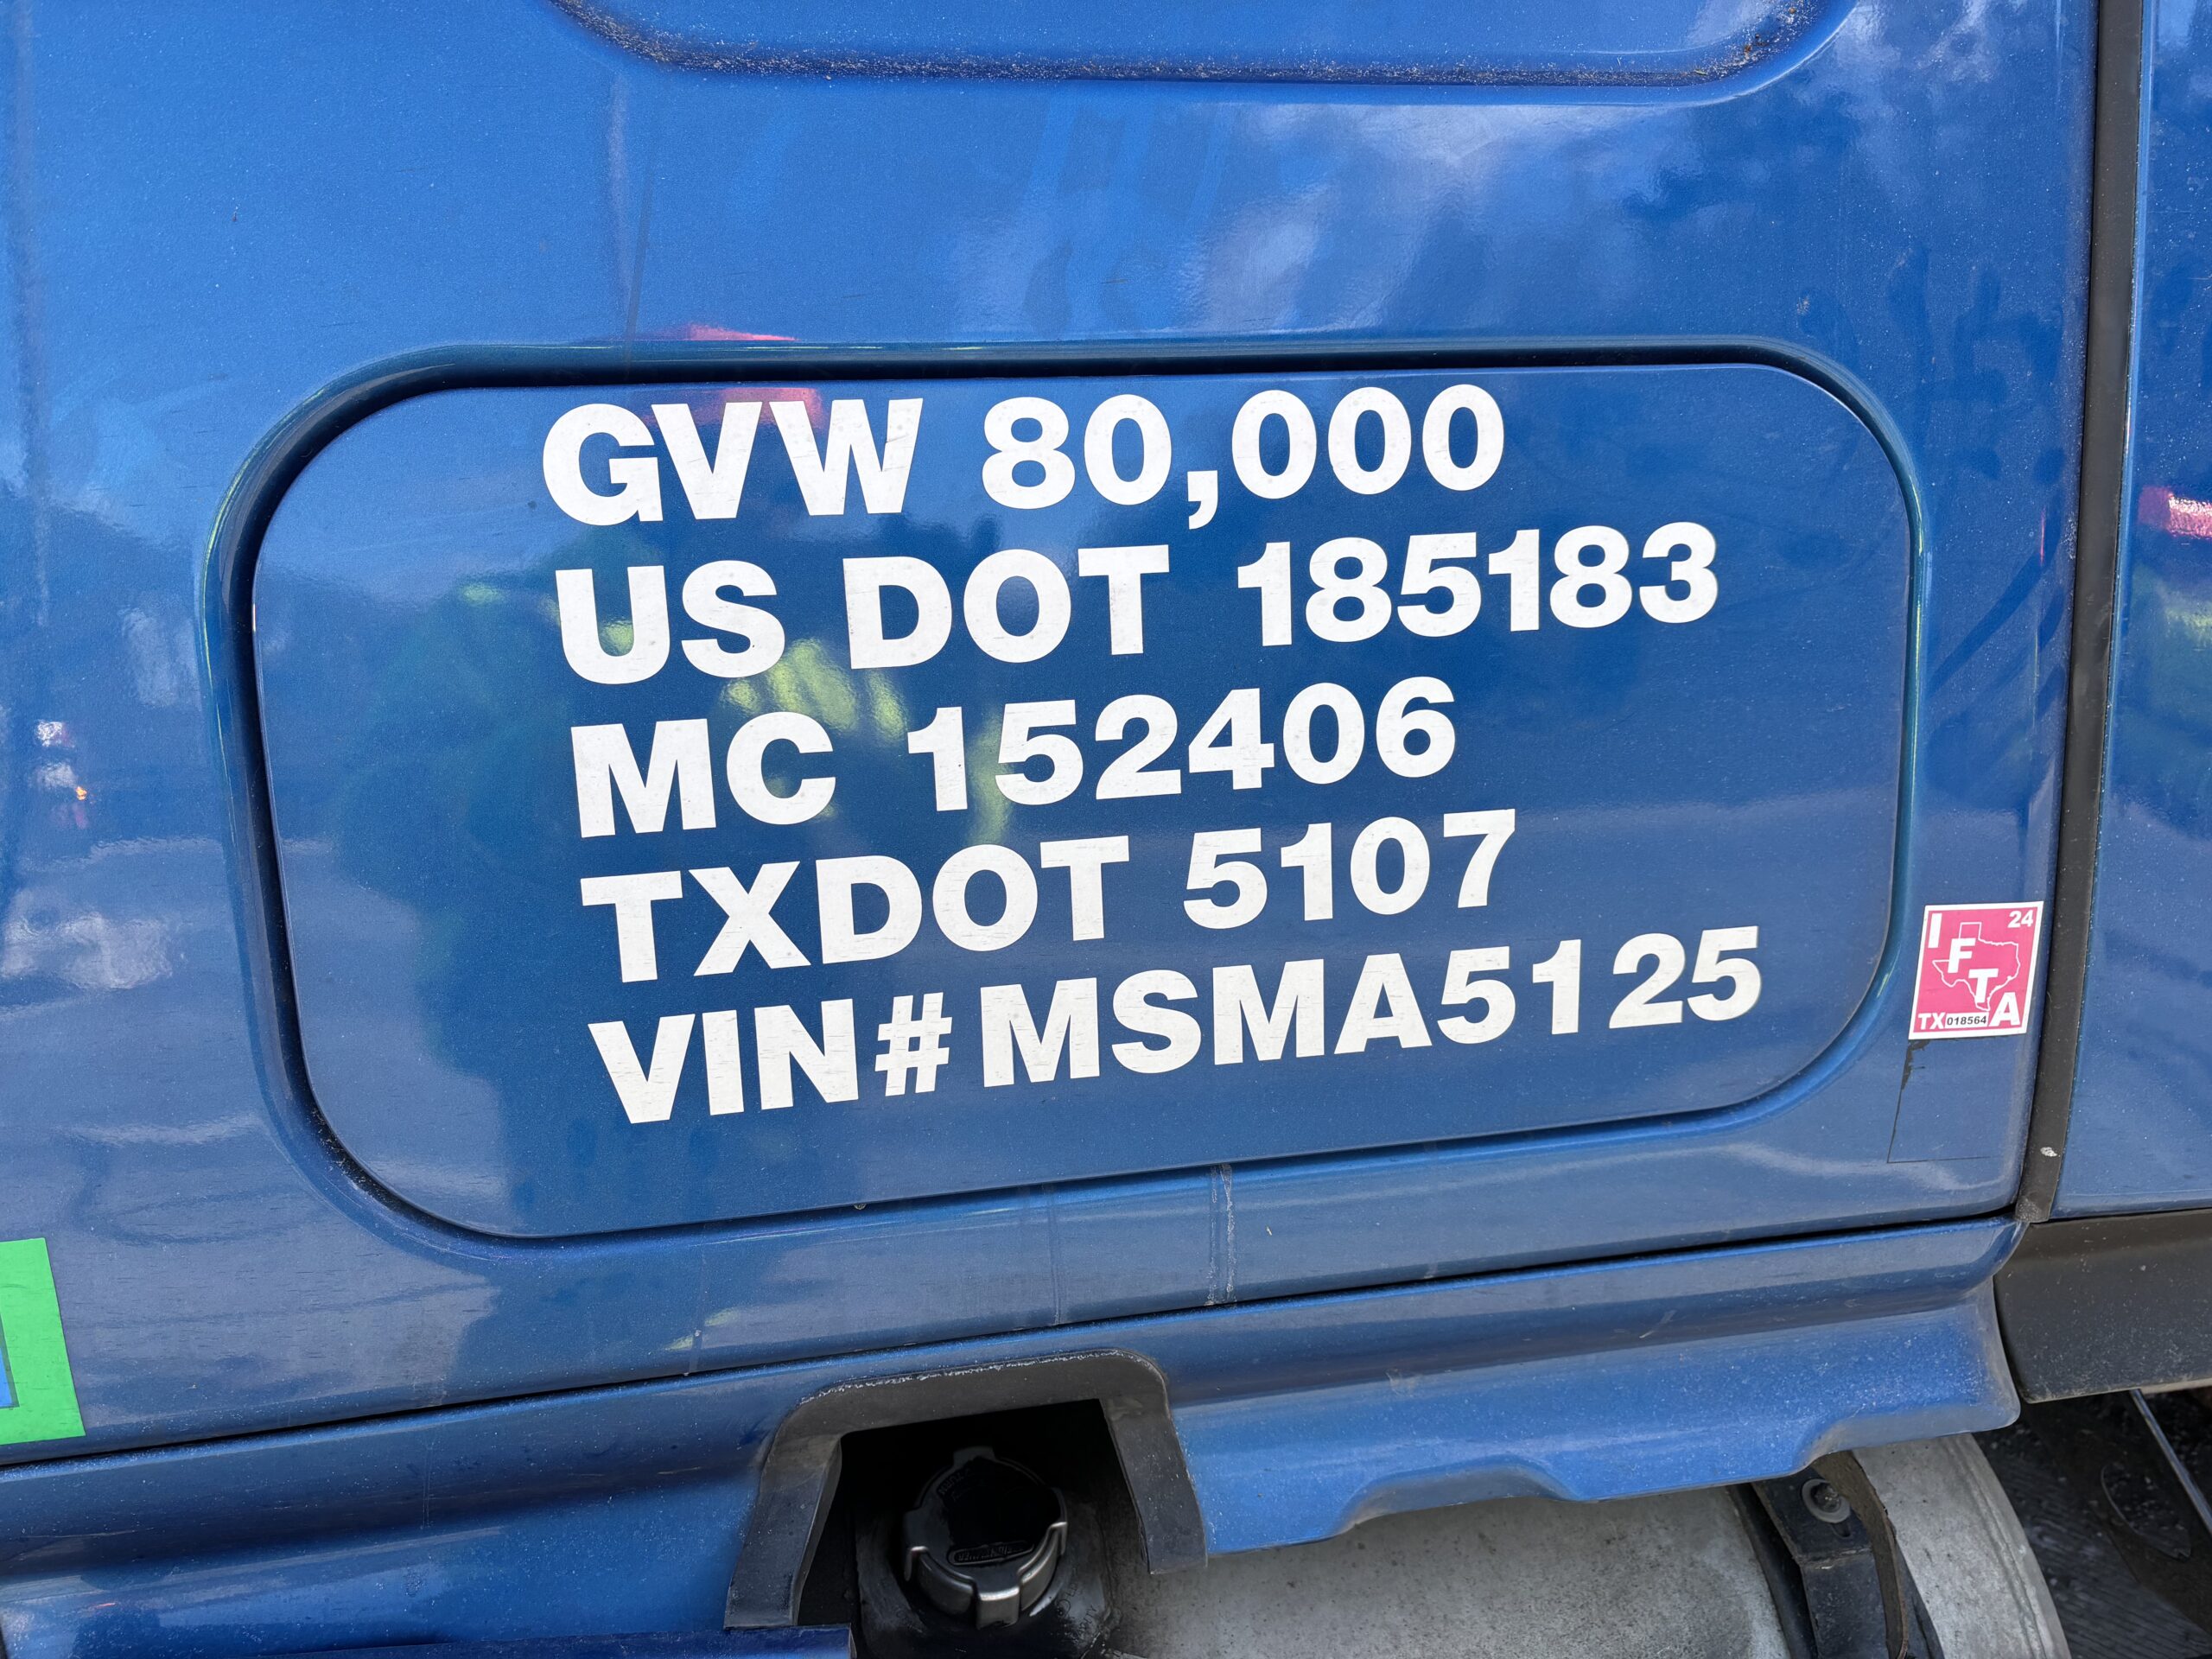 GVW 80,000
US DOT 185183
MC 152406
TXDOT 5107
VIN#MSMA5125
24
IFTA
TX 018564